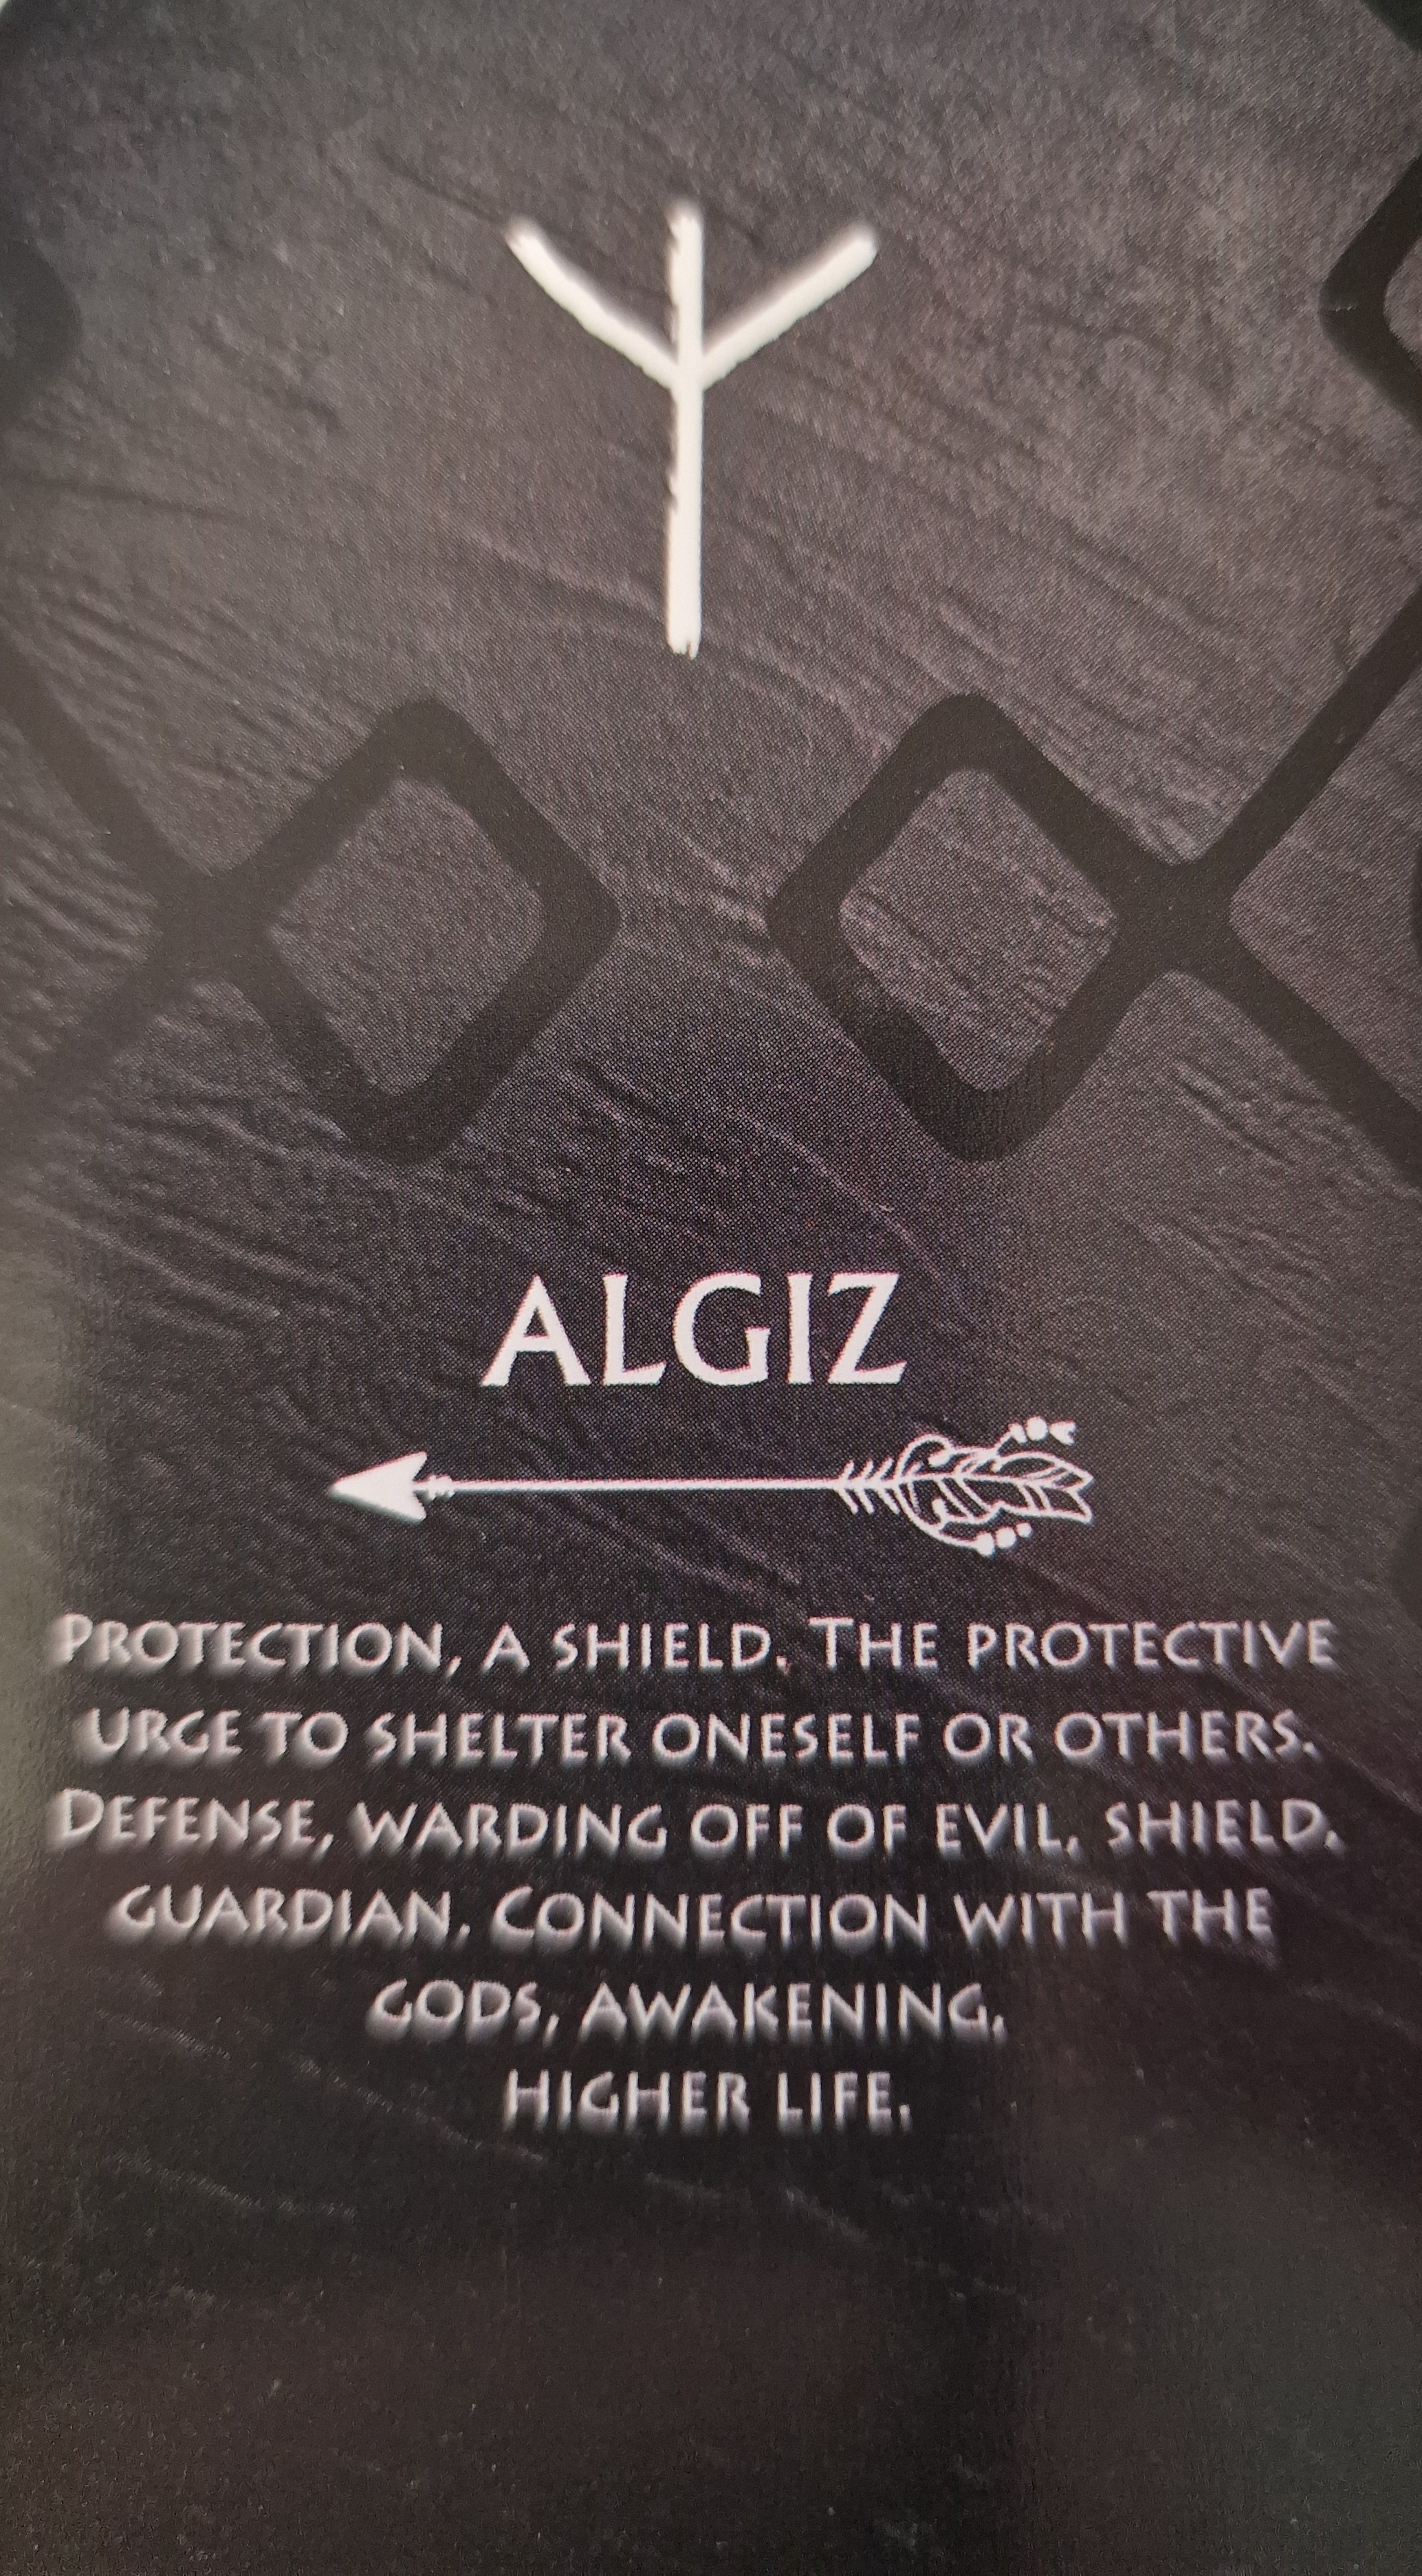 ᛉ
ALGIZ
PROTECTION, A SHIELD. THE PROTECTIVE
URGE TO SHELTER ONESELF OR OTHERS.
DEFENSE, WARDING OFF OF EVIL, SHIELD,
GUARDIAN. CONNECTION WITH THE
GODS, AWAKENING,
HIGHER LIFE.